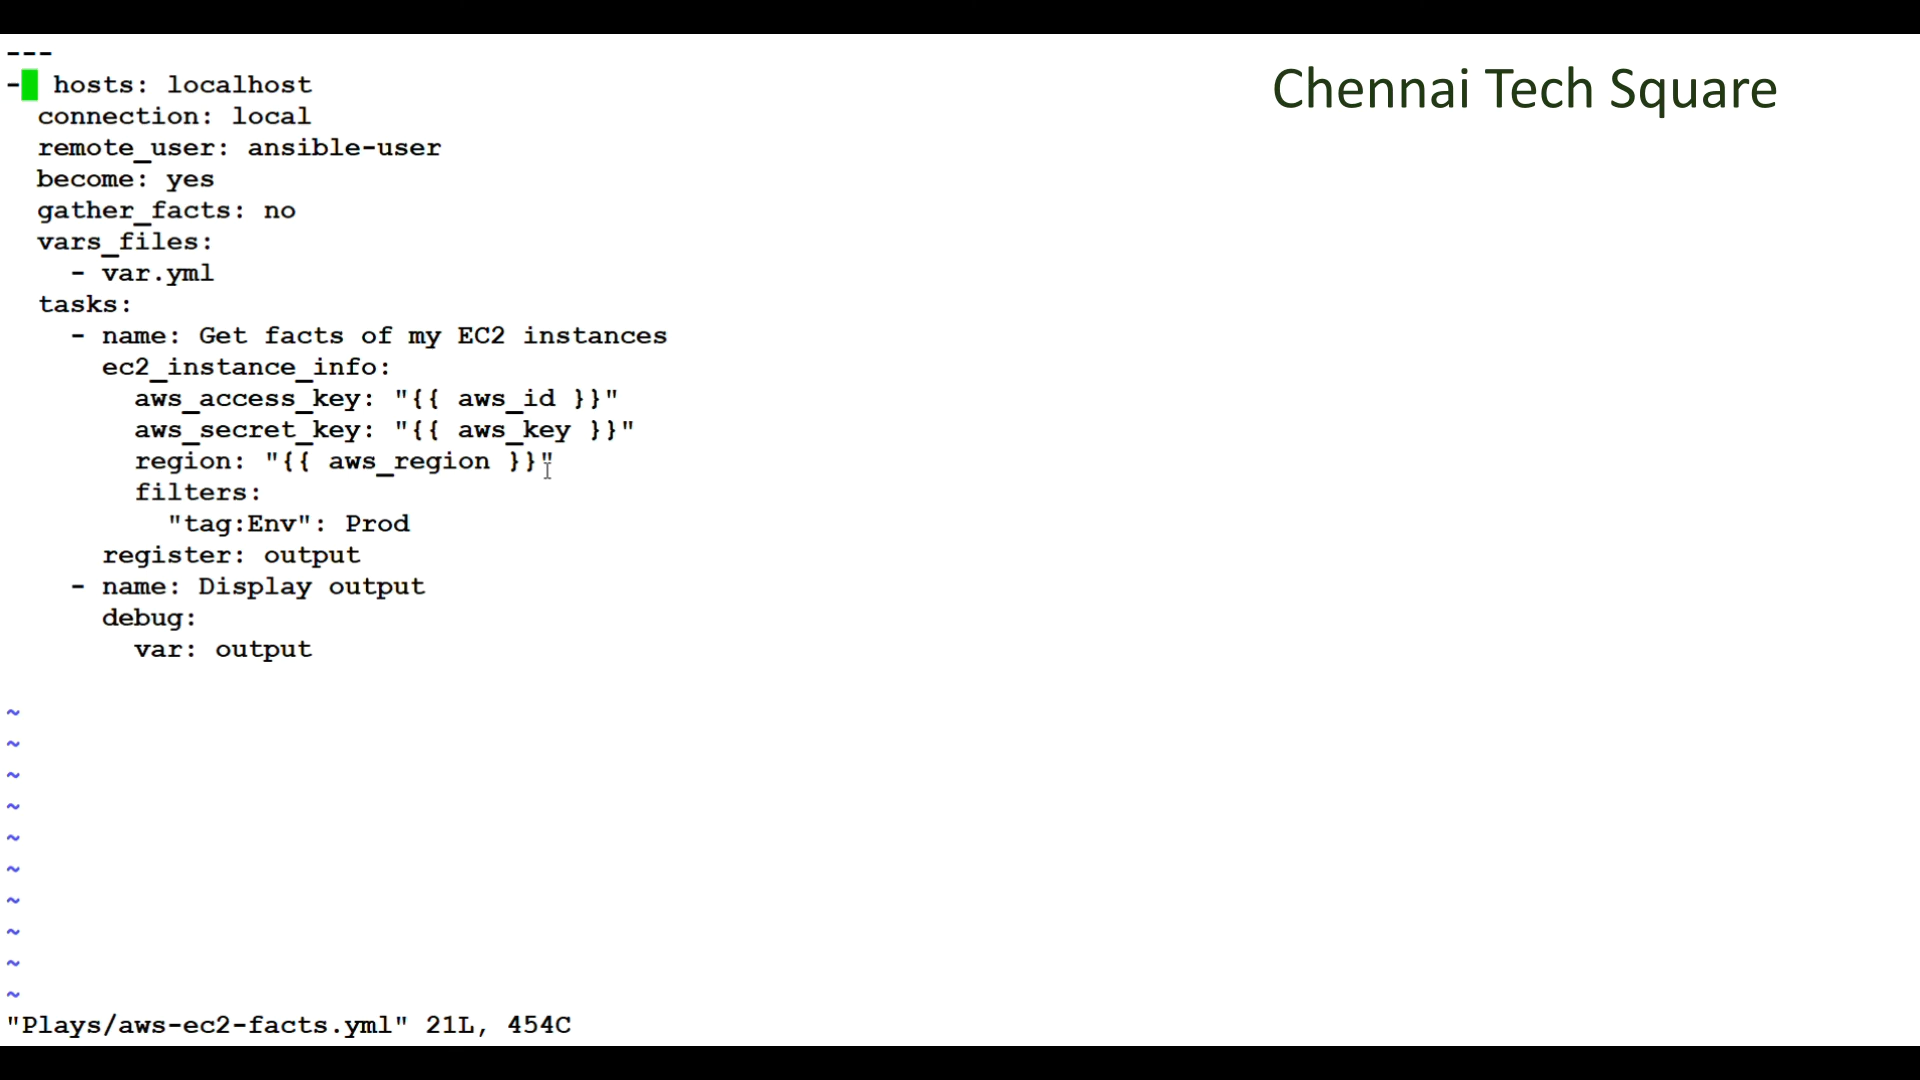 ---
- hosts: localhost
  connection: local
  remote_user: ansible-user
  become: yes
  gather_facts: no
  vars_files:
    - var.yml
  tasks:
    - name: Get facts of my EC2 instances
      ec2_instance_info:
        aws_access_key: "{{ aws_id }}"
        aws_secret_key: "{{ aws_key }}"
        region: "{{ aws_region }}"
        filters:
          "tag:Env": Prod
      register: output
    - name: Display output
      debug:
        var: output
~
~
~
~
~
~
~
~
~
~
"Plays/aws-ec2-facts.yml" 21L, 454C
Chennai Tech Square